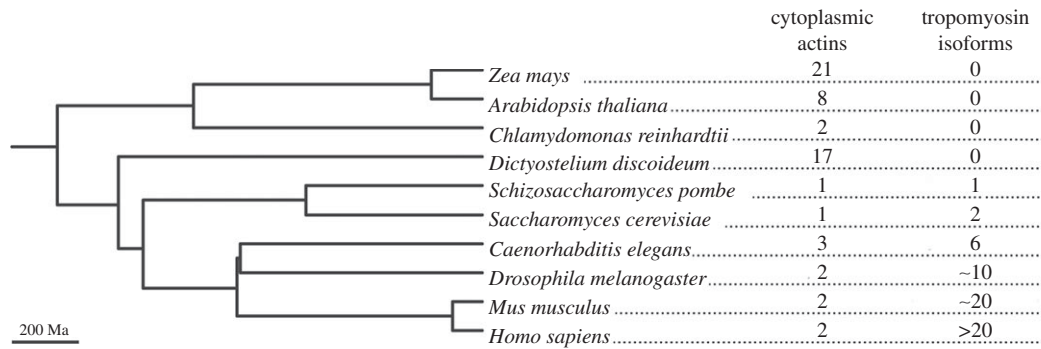 cytoplasmic tropomyosin
actins isoforms
Zea mays 21 0
Arabidopsis thaliana 8 0
Chlamydomonas reinhardtii 2 0
Dictyostelium discoideum 17 0
Schizosaccharomyces pombe 1 1
Saccharomyces cerevisiae 1 2
Caenorhabditis elegans 3 6
Drosophila melanogaster 2 ~10
Mus musculus 2 ~20
200 Ma
Homo sapiens 2 >20